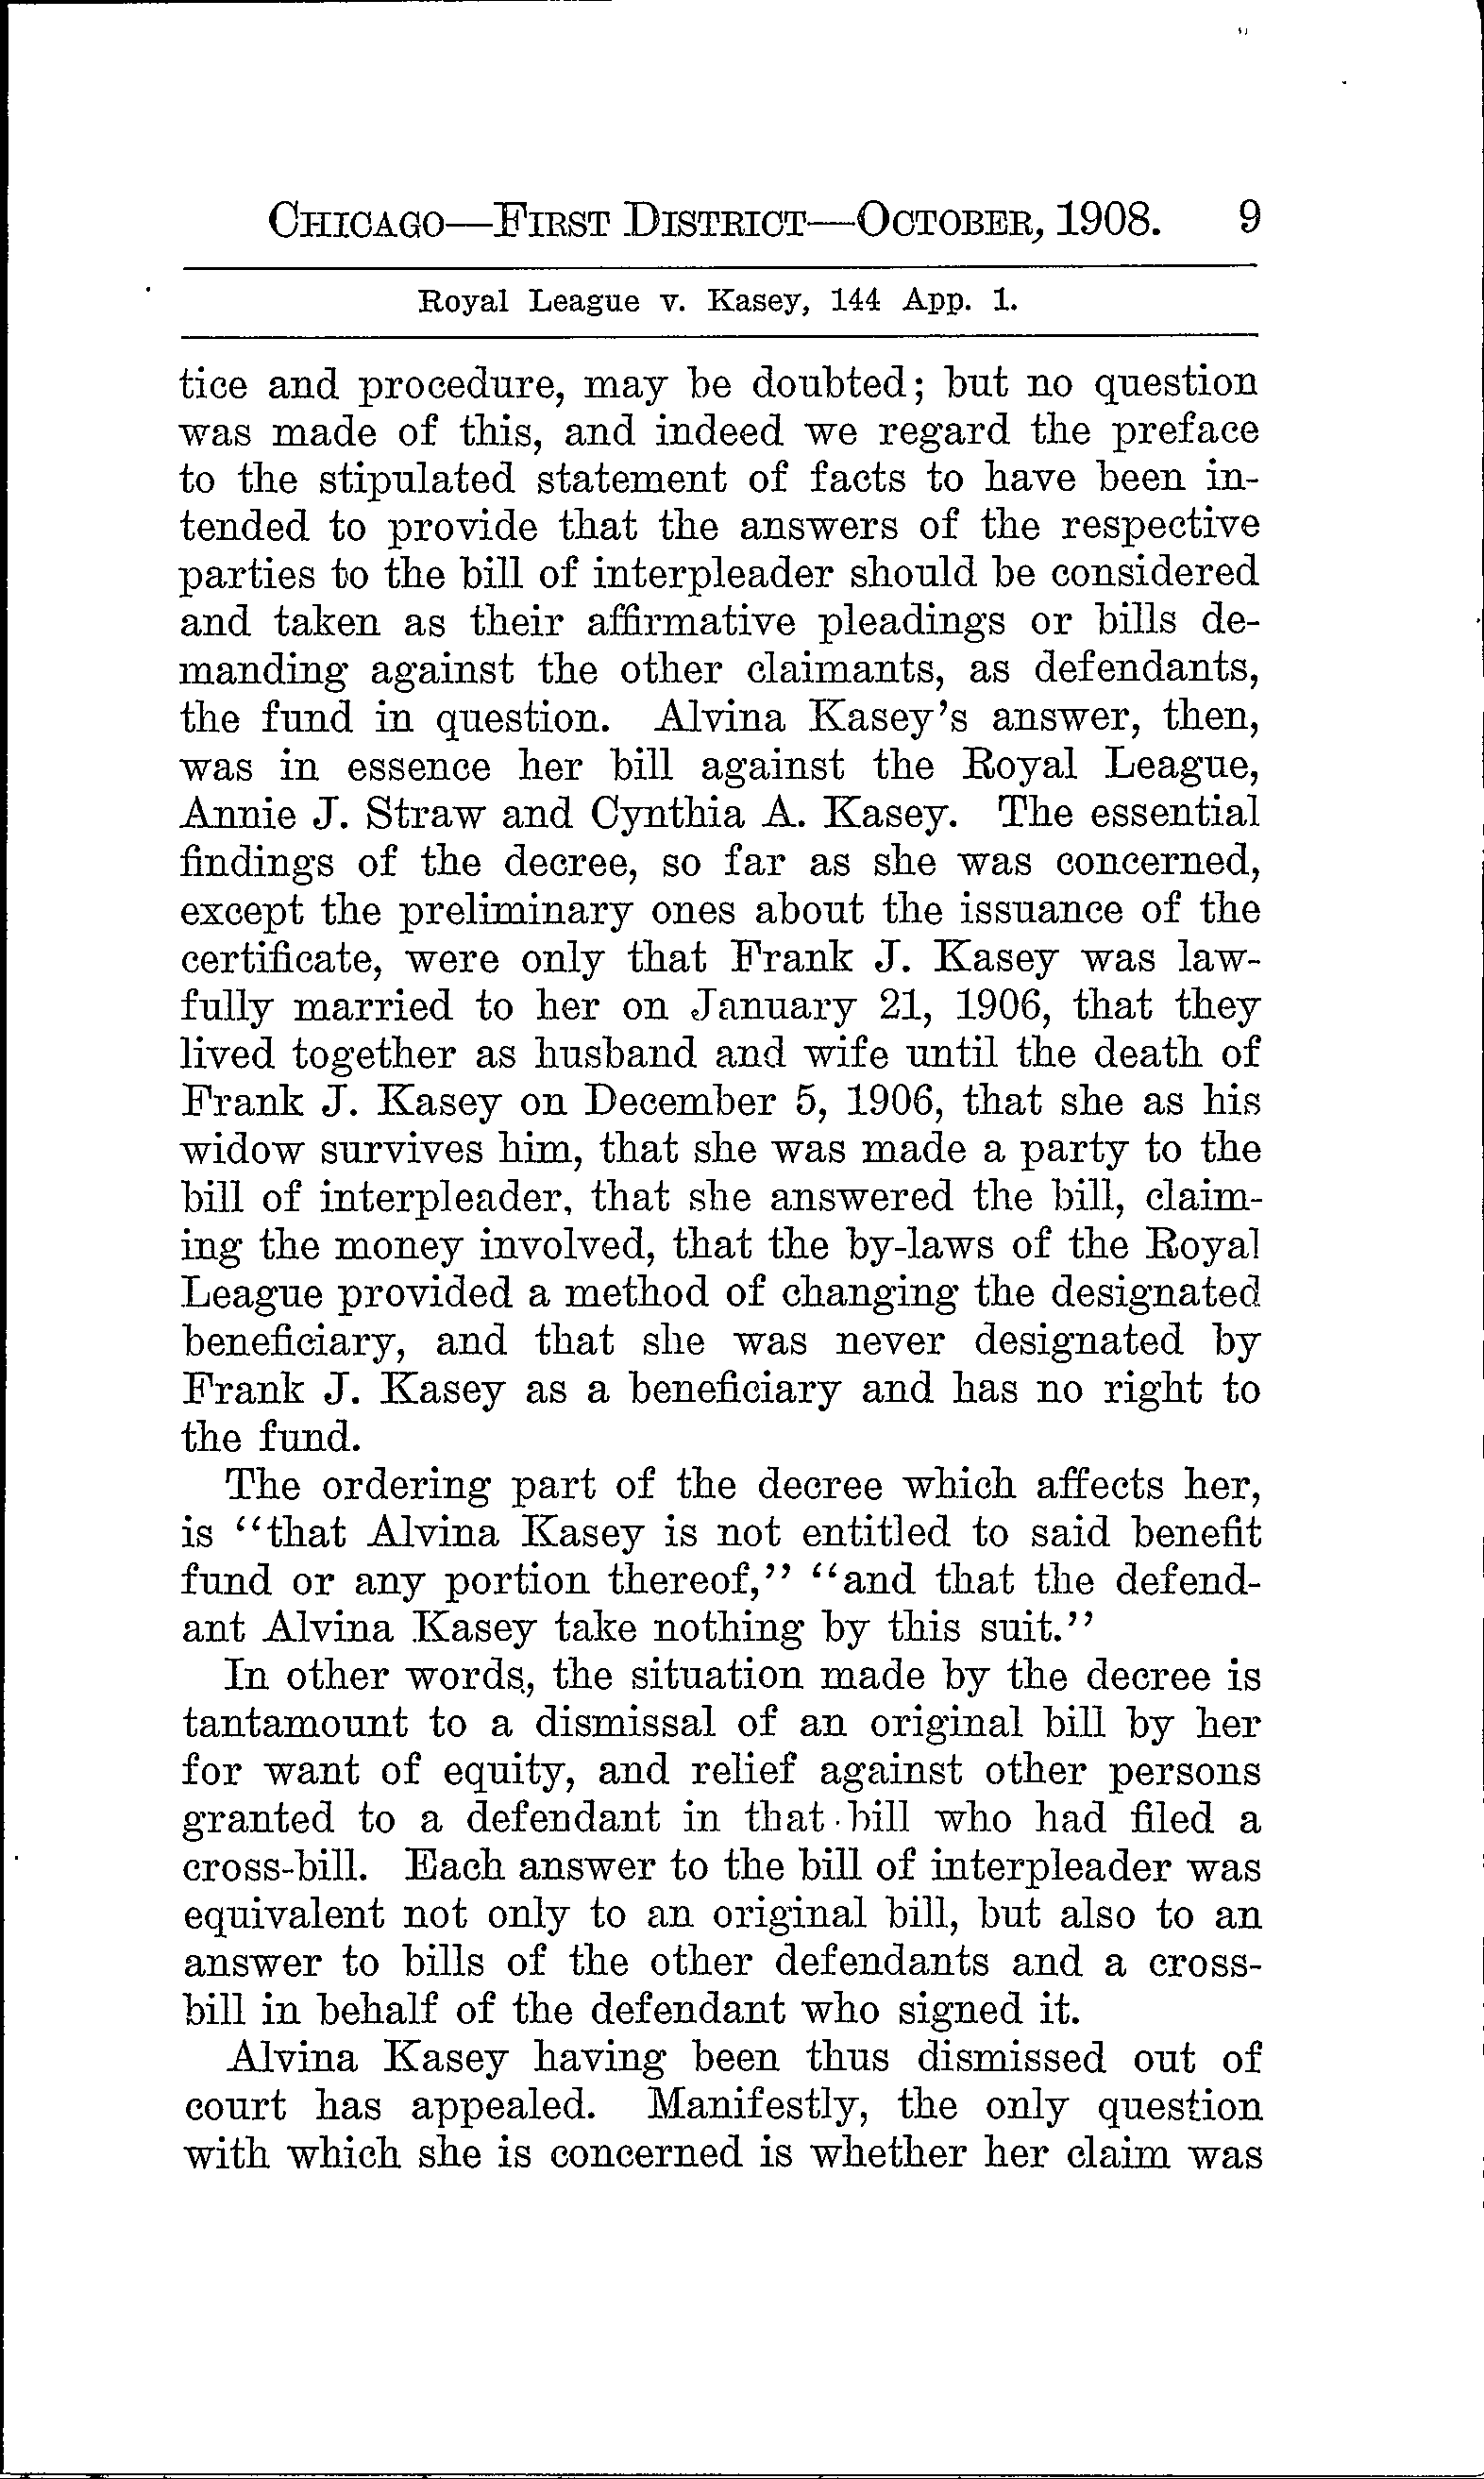 CHICAGO—FIRST DISTRICT—OCTOBER, 1908. 9
Royal League v. Kasey, 144 App. 1.
tice and procedure, may be doubted; but no question
was made of this, and indeed we regard the preface
to the stipulated statement of facts to have been in-
tended to provide that the answers of the respective
parties to the bill of interpleader should be considered
and taken as their affirmative pleadings or bills de-
manding against the other claimants, as defendants,
the fund in question. Alvina Kasey's answer, then,
was in essence her bill against the Royal League,
Annie J. Straw and Cynthia A. Kasey. The essential
findings of the decree, so far as she was concerned,
except the preliminary ones about the issuance of the
certificate, were only that Frank J. Kasey was law-
fully married to her on January 21, 1906, that they
lived together as husband and wife until the death of
Frank J. Kasey on December 5, 1906, that she as his
widow survives him, that she was made a party to the
bill of interpleader, that she answered the bill, claim-
ing the money involved, that the by-laws of the Royal
League provided a method of changing the designated
beneficiary, and that she was never designated by
Frank J. Kasey as a beneficiary and has no right to
the fund.
The ordering part of the decree which affects her,
is "that Alvina Kasey is not entitled to said benefit
fund or any portion thereof," "and that the defend-
ant Alvina Kasey take nothing by this suit."
In other words, the situation made by the decree is
tantamount to a dismissal of an original bill by her
for want of equity, and relief against other persons
granted to a defendant in that bill who had filed a
cross-bill. Each answer to the bill of interpleader was
equivalent not only to an original bill, but also to an
answer to bills of the other defendants and a cross-
bill in behalf of the defendant who signed it.
Alvina Kasey having been thus dismissed out of
court has appealed. Manifestly, the only question
with which she is concerned is whether her claim was